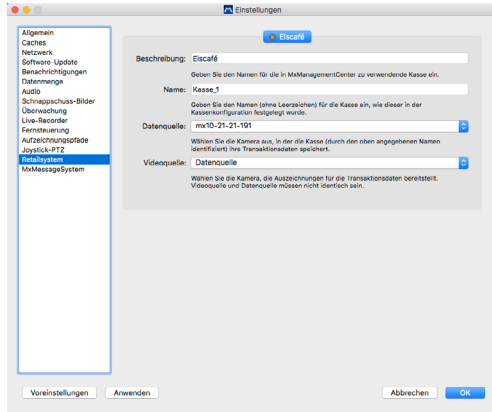 Einstellungen
Allgemein
Caches
Netzwerk
Software-Update
Benachrichtigungen
Datenmenge
Audio
Schnappschuss-Bilder
Überwachung
Live-Recorder
Fernsteuerung
Aufzeichnungspfade
Joystick-PTZ
Retailsystem
MxMessageSystem
Eiscafé
Beschreibung: Eiscafé
Geben Sie den Namen für die in MxManagementCenter zu verwendende Kasse ein.
Name: Kasse_1
Geben Sie den Namen (ohne Leerzeichen) für die Kasse ein, wie dieser in der
Kassenkonfiguration festgelegt wurde.
Datenquelle: mx10-21-21-191
Wählen Sie die Kamera aus, in der die Kasse (durch den oben angegebenen Namen
identifiziert) ihre Transaktionsdaten speichert.
Videoquelle: Datenquelle
Wählen Sie die Kamera, die Auszeichnungen für die Transaktionsdaten bereitstellt.
Videoquelle und Datenquelle müssen nicht identisch sein.
Voreinstellungen Anwenden Abbrechen OK